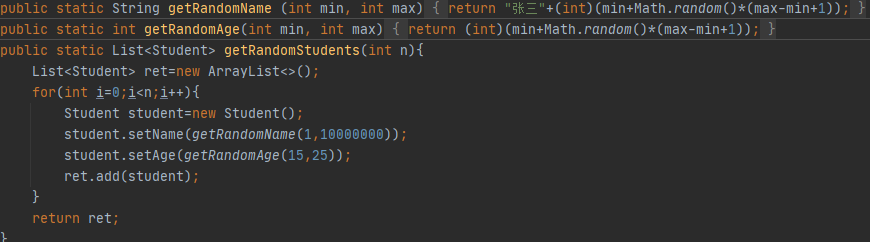 public static String getRandomName (int min, int max) { return "张三"+(int)(min+Math.random()*(max-min+1)); }
public static int getRandomAge(int min, int max) { return (int)(min+Math.random()*(max-min+1)); }
public static List<Student> getRandomStudents(int n){
    List<Student> ret=new ArrayList<>();
    for(int i=0;i<n;i++){
        Student student=new Student();
        student.setName(getRandomName(1,10000000));
        student.setAge(getRandomAge(15,25));
        ret.add(student);
    }
    return ret;
}